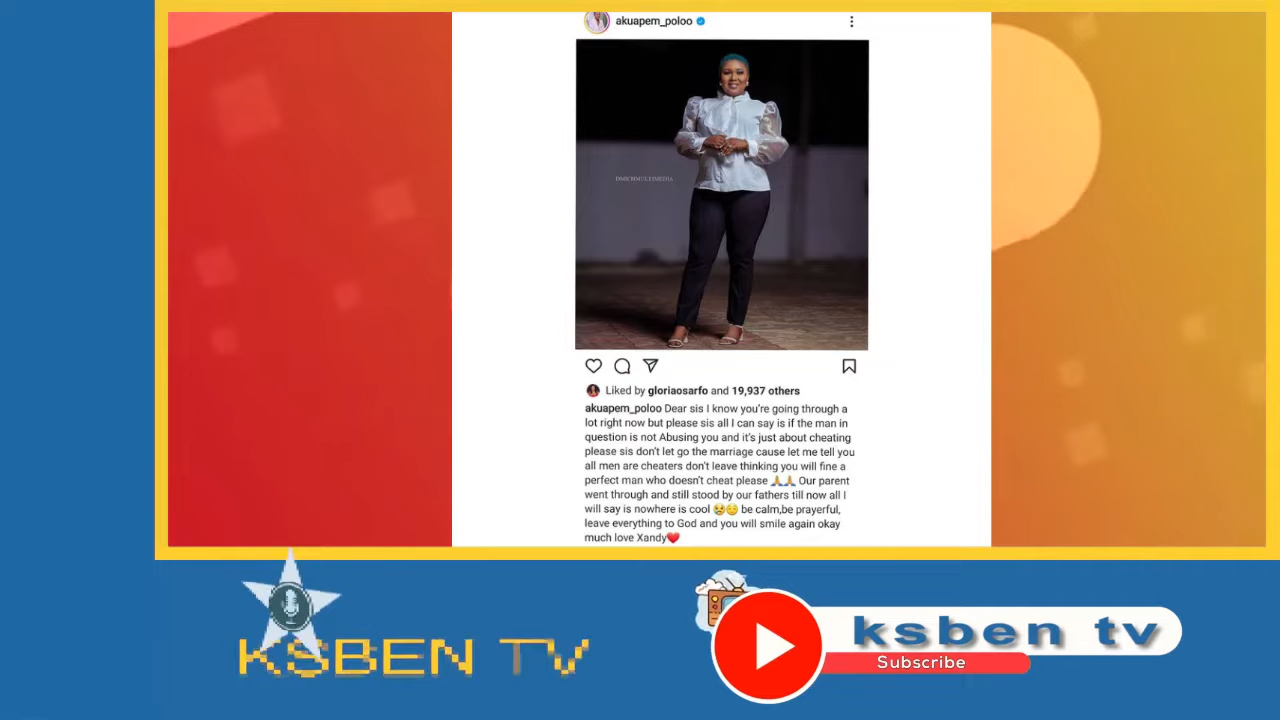 akuapem_poloo
DMICHMULTIMEDIA
Liked by gloriaosarfo and 19,937 others
akuapem_poloo Dear sis I know you're going through a
lot right now but please sis all I can say is if the man in
question is not Abusing you and it's just about cheating
please sis don't let go the marriage cause let me tell you
all men are cheaters don't leave thinking you will fine a
perfect man who doesn't cheat please 🙏🙏 Our parent
went through and still stood by our fathers till now all I
will say is nowhere is cool 😢😌 be calm,be prayerful,
leave everything to God and you will smile again okay
much love Xandy❤️
KSBEN TV
ksben tv
Subscribe